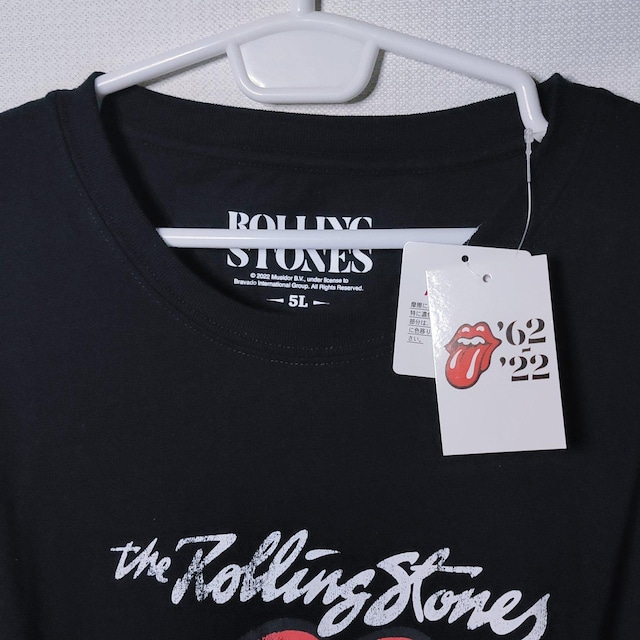 ROLLING
STONES
© 2022 Musidor B.V., under license to
Bravado International Group. All Rights Reserved.
5L
'62
-
'22
the Rolling Stones